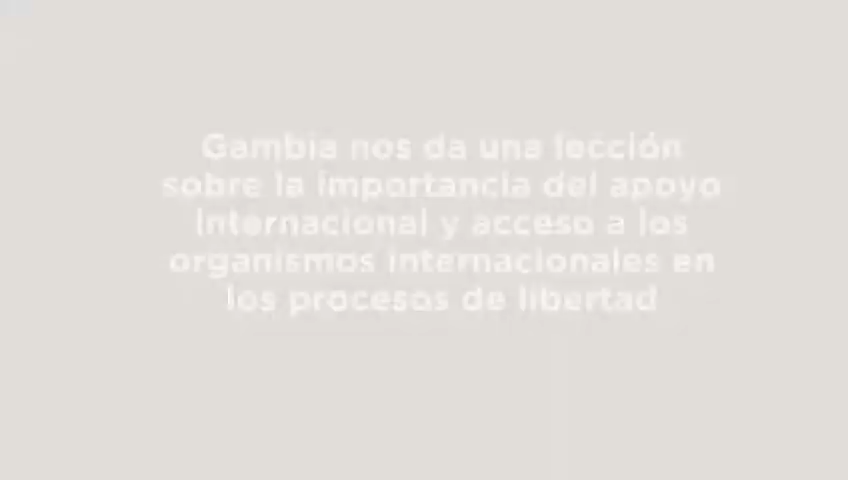 Gambia nos da una lección
sobre la importancia del apoyo
internacional y acceso a los
organismos internacionales en
los procesos de libertad